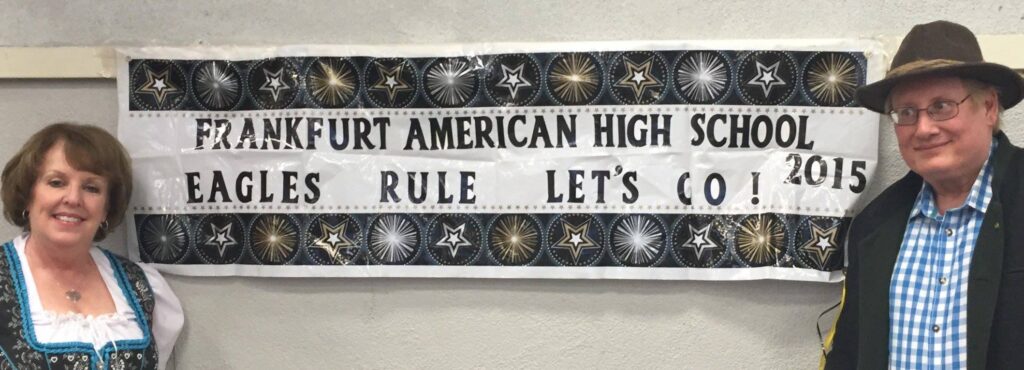 FRANKFURT AMERICAN HIGH SCHOOL
EAGLES RULE LET'S GO! 2015